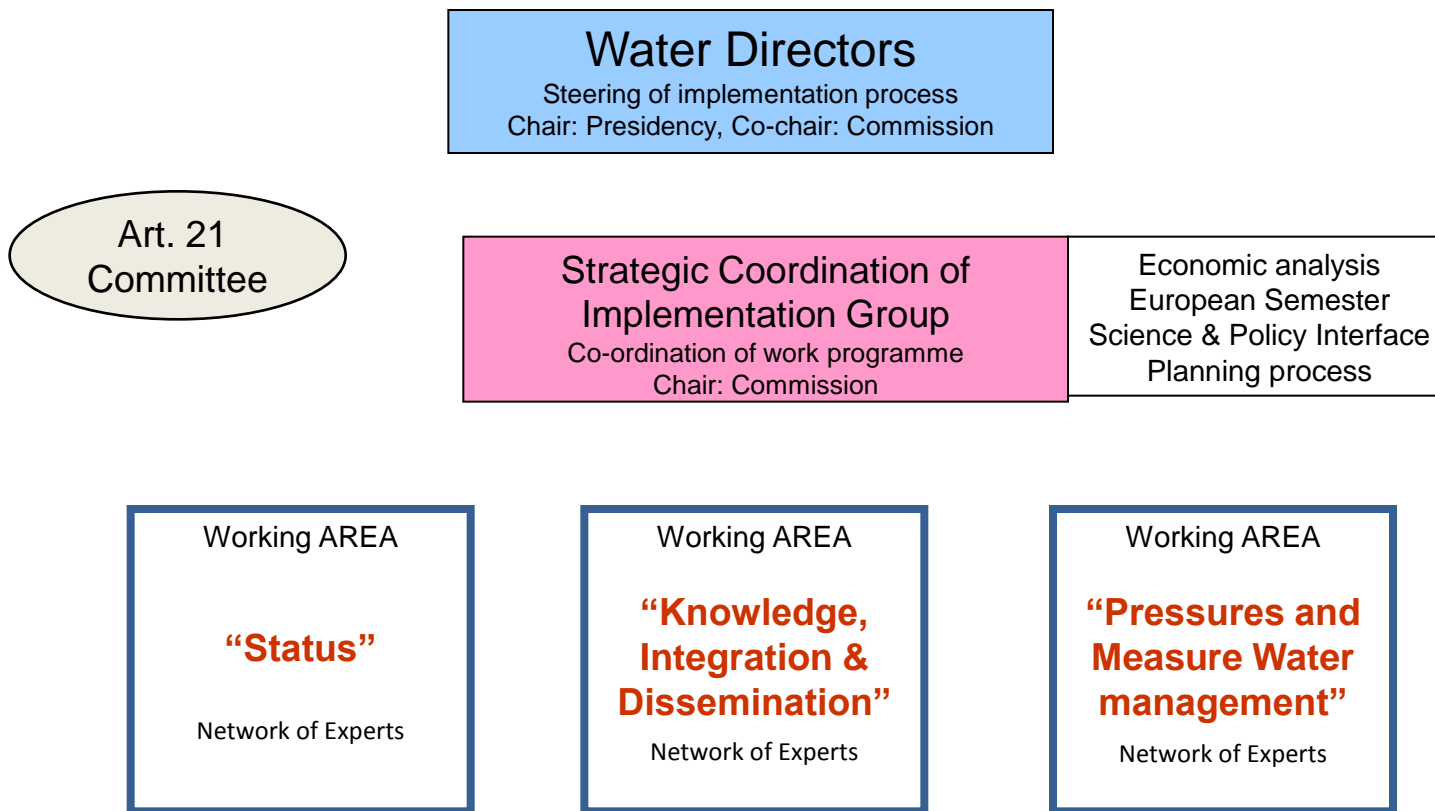 Water Directors
Steering of implementation process
Chair: Presidency, Co-chair: Commission
Art. 21
Committee
Strategic Coordination of
Implementation Group
Co-ordination of work programme
Chair: Commission
Economic analysis
European Semester
Science & Policy Interface
Planning process
Working AREA
“Status”
Network of Experts
Working AREA
“Knowledge,
Integration &
Dissemination”
Network of Experts
Working AREA
“Pressures and
Measure Water
management”
Network of Experts